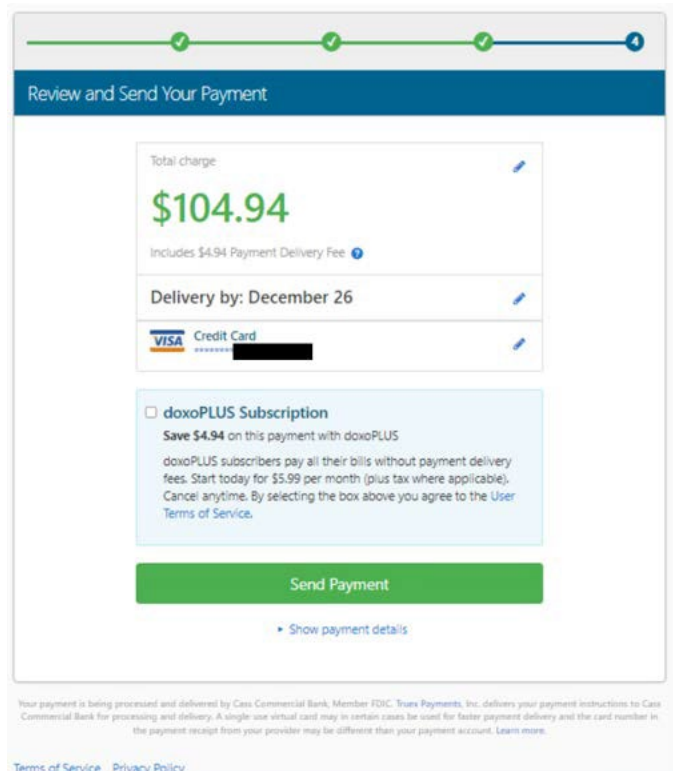 4
Review and Send Your Payment
Total charge
$104.94
Includes $4.94 Payment Delivery Fee ?
Delivery by: December 26
VISA Credit Card
********
doxoPLUS Subscription
Save $4.94 on this payment with doxoPLUS
doxoPLUS subscribers pay all their bills without payment delivery
fees. Start today for $5.99 per month (plus tax where applicable).
Cancel anytime. By selecting the box above you agree to the User
Terms of Service.
Send Payment
Show payment details
Your payment is being processed and delivered by Cass Commercial Bank, Member FDIC. Truex Payments, Inc. delivers your payment instructions to Cass
Commercial Bank for processing and delivery. A single use virtual card may in certain cases be used for faster payment delivery and the card number in
the payment receipt from your provider may be different than your payment account. Learn more.
Terms of Service Privacy Policy